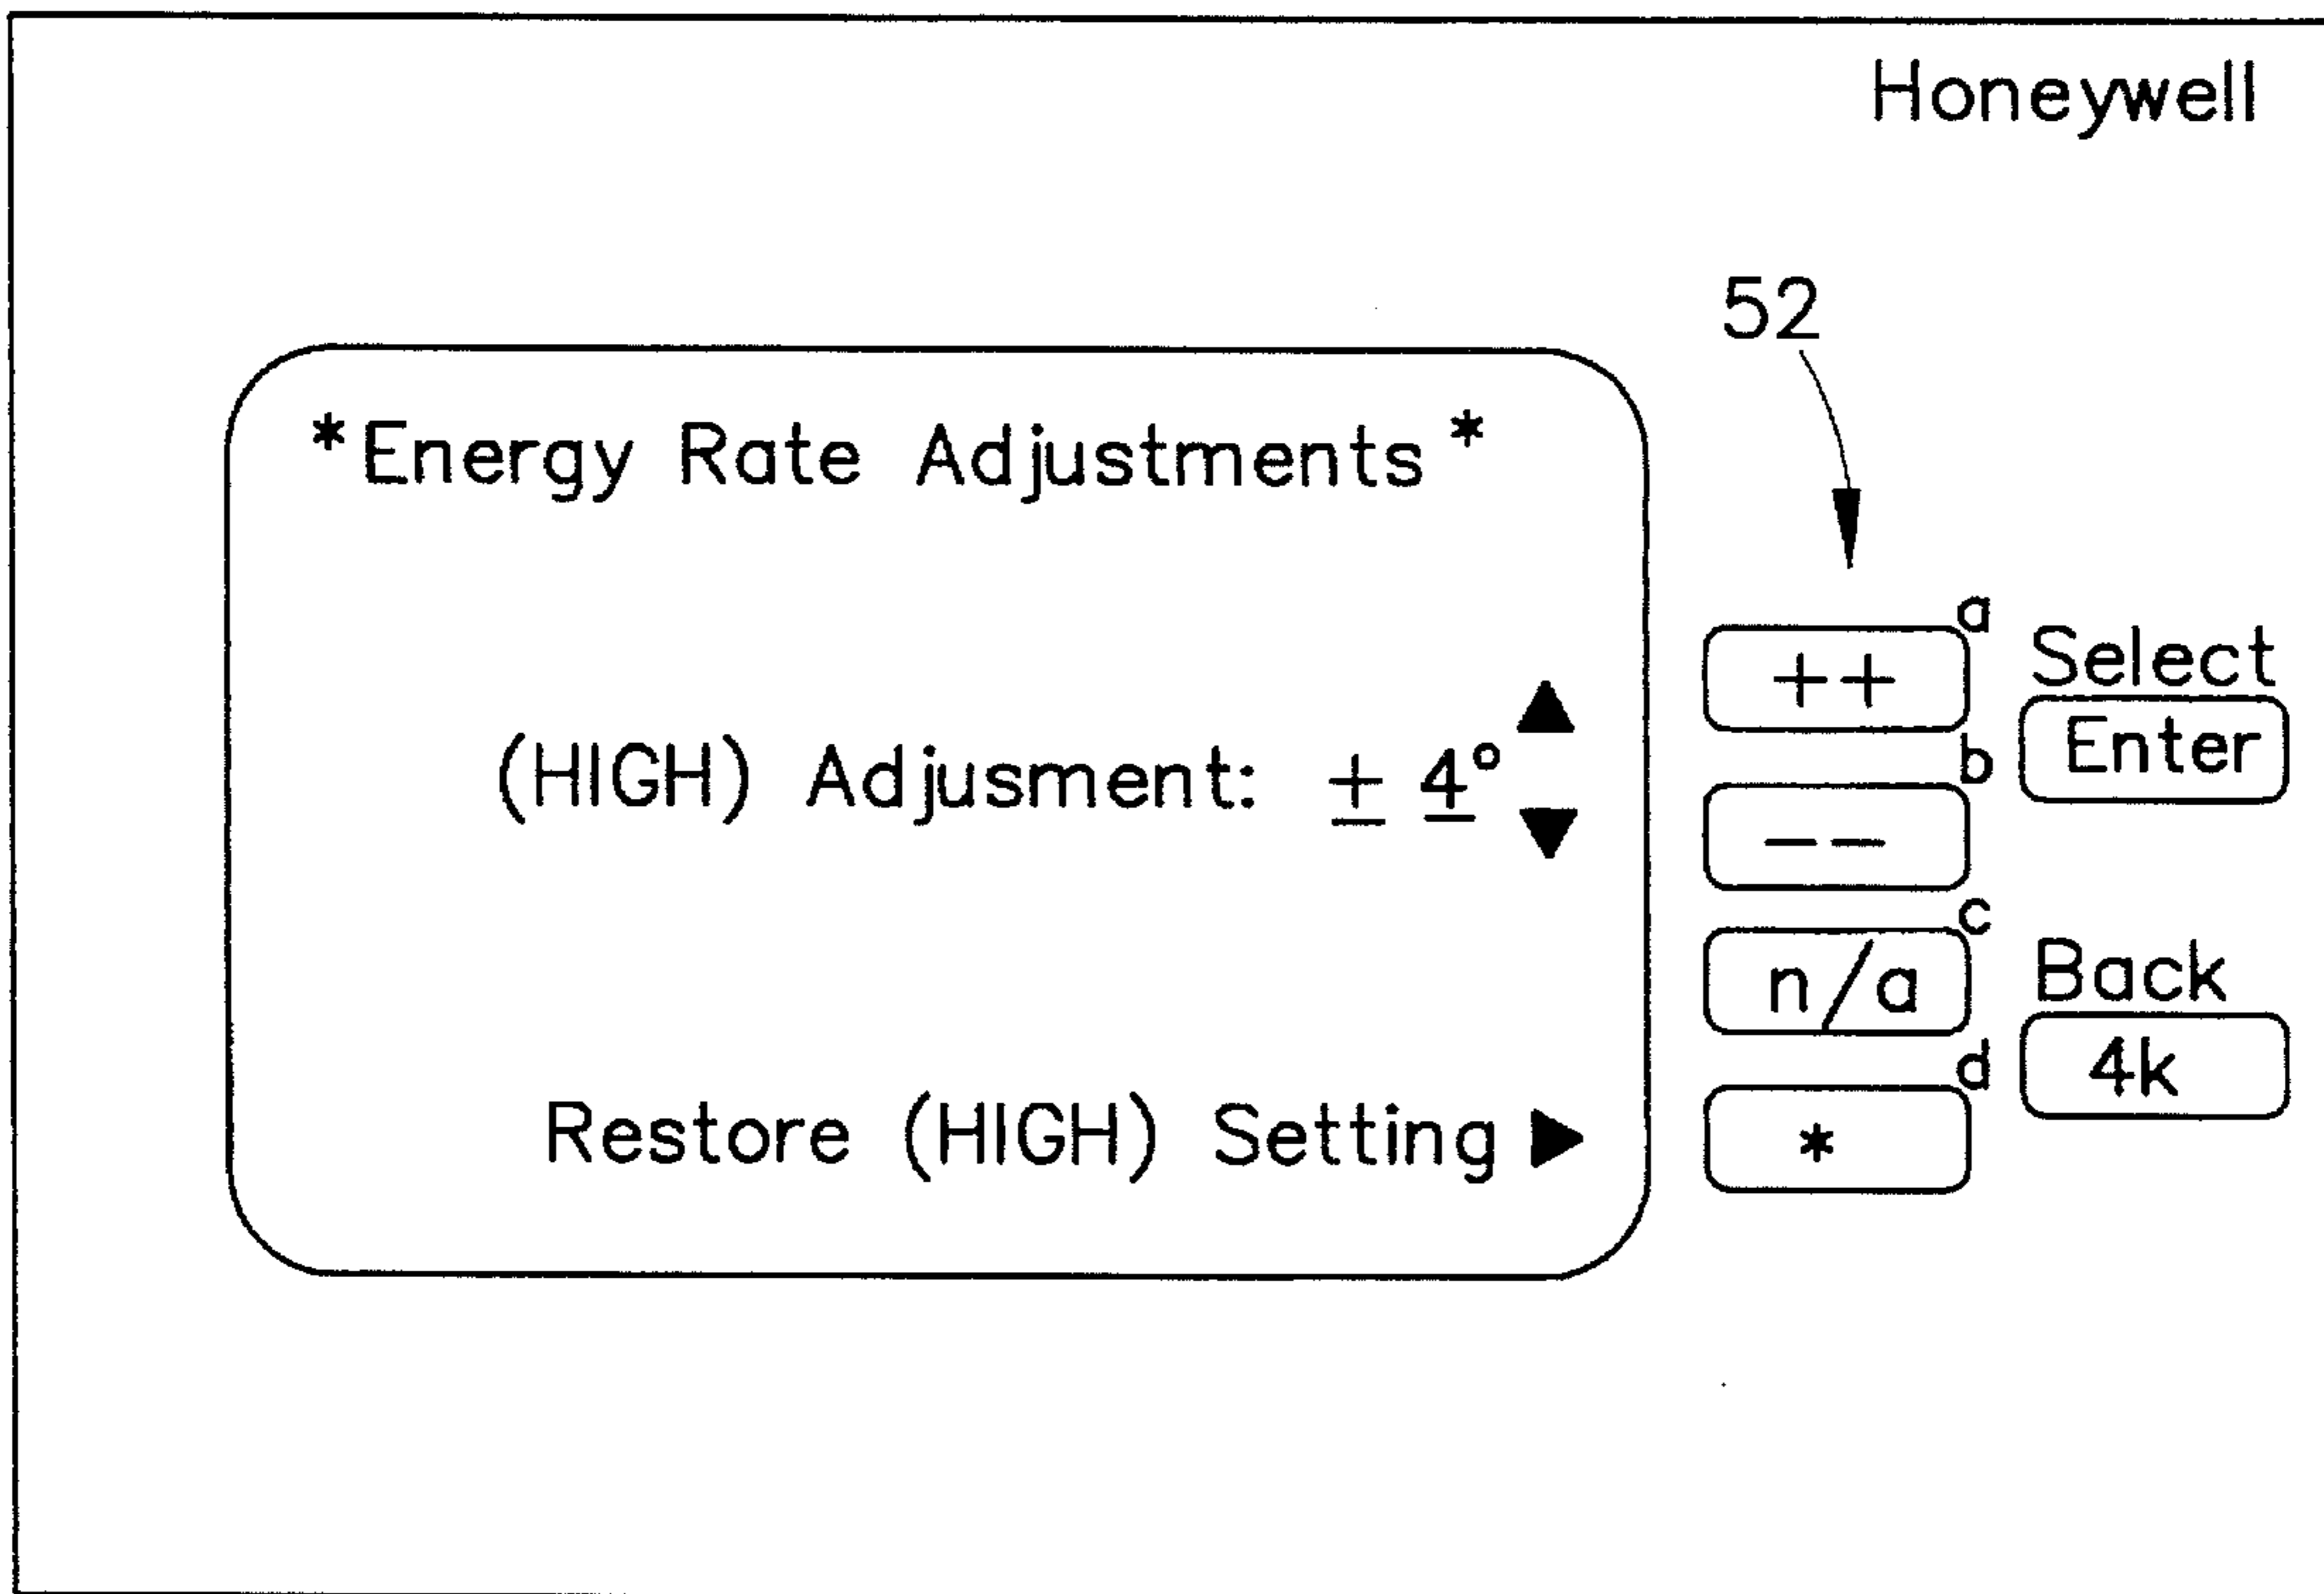 Honeywell
52
*Energy Rate Adjustments*
(HIGH) Adjusment: ± 4°
Restore (HIGH) Setting
a
++
b
--
c
n/a
d
*
Select
Enter
Back
4k